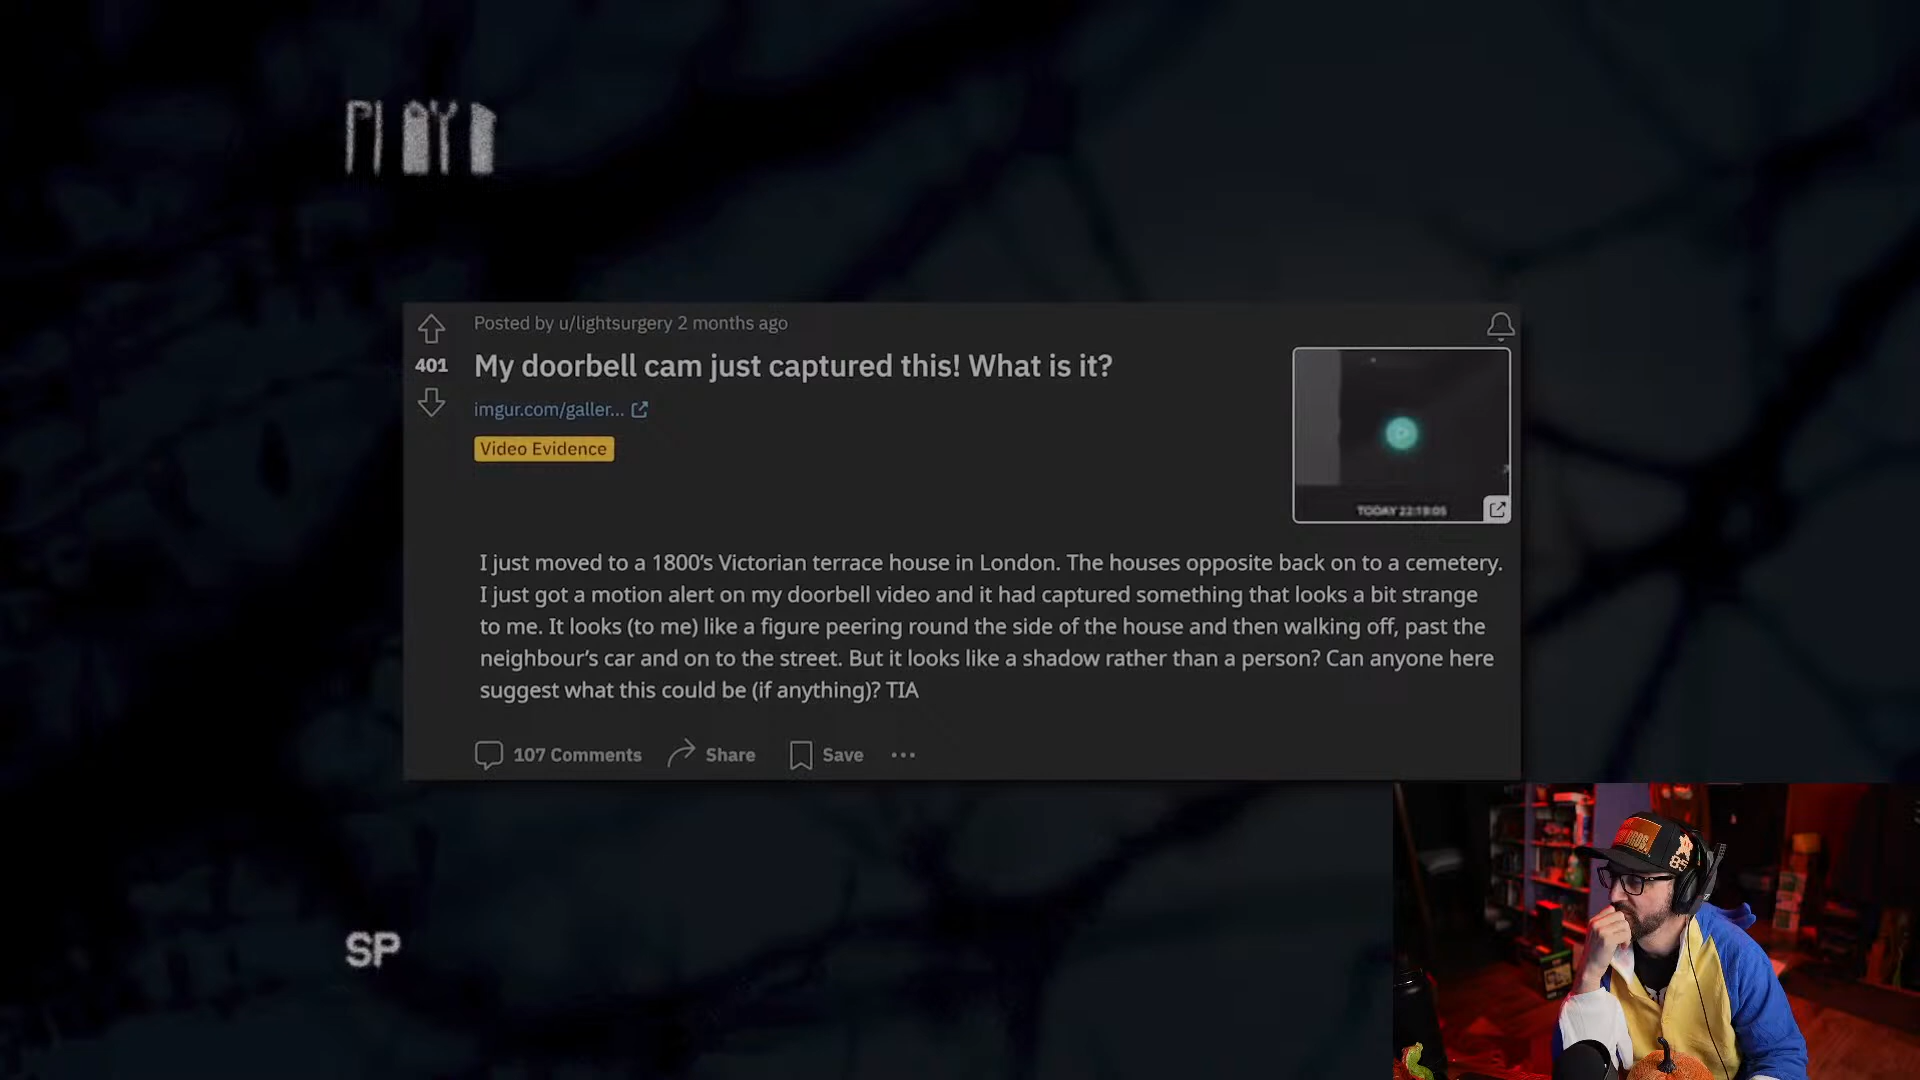 PLAY
Posted by u/lightsurgery 2 months ago
401
My doorbell cam just captured this! What is it?
imgur.com/galler...
Video Evidence
TODAY 22:19:05
I just moved to a 1800's Victorian terrace house in London. The houses opposite back on to a cemetery.
I just got a motion alert on my doorbell video and it had captured something that looks a bit strange
to me. It looks (to me) like a figure peering round the side of the house and then walking off, past the
neighbour's car and on to the street. But it looks like a shadow rather than a person? Can anyone here
suggest what this could be (if anything)? TIA
107 Comments
Share
Save
SP